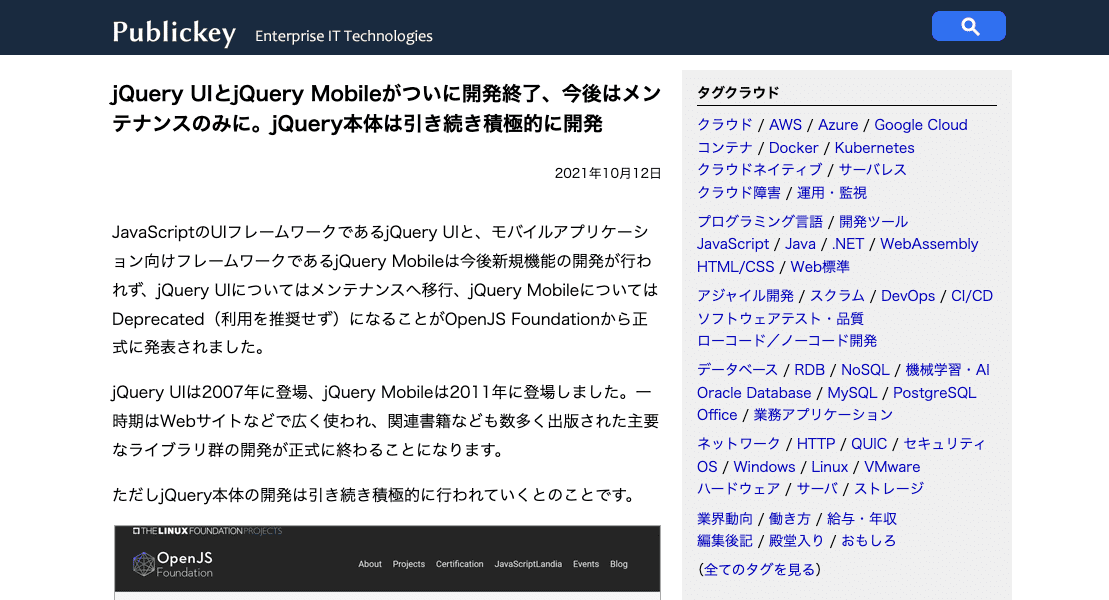 Publickey Enterprise IT Technologies
jQuery UIとjQuery Mobileがついに開発終了、今後はメン
テナンスのみに。jQuery本体は引き続き積極的に開発
2021年10月12日
JavaScriptのUIフレームワークであるjQuery UIと、モバイルアプリケーシ
ョン向けフレームワークであるjQuery Mobileは今後新規機能の開発が行わ
れず、jQuery UIについてはメンテナンスへ移行、jQuery Mobileについては
Deprecated（利用を推奨せず）になることがOpenJS Foundationから正
式に発表されました。
jQuery UIは2007年に登場、jQuery Mobileは2011年に登場しました。一
時期はWebサイトなどで広く使われ、関連書籍なども数多く出版された主要
なライブラリ群の開発が正式に終わることになります。
ただしjQuery本体の開発は引き続き積極的に行われていくとのことです。
THE LINUX FOUNDATION PROJECTS
OpenJS
Foundation
About Projects Certification JavaScriptLandia Events Blog
タグクラウド
クラウド / AWS / Azure / Google Cloud
コンテナ / Docker / Kubernetes
クラウドネイティブ / サーバレス
クラウド障害 / 運用・監視
プログラミング言語 / 開発ツール
JavaScript / Java / .NET / WebAssembly
HTML/CSS / Web標準
アジャイル開発 / スクラム / DevOps / CI/CD
ソフトウェアテスト・品質
ローコード／ノーコード開発
データベース / RDB / NoSQL / 機械学習・AI
Oracle Database / MySQL / PostgreSQL
Office / 業務アプリケーション
ネットワーク / HTTP / QUIC / セキュリティ
OS / Windows / Linux / VMware
ハードウェア / サーバ / ストレージ
業界動向 / 働き方 / 給与・年収
編集後記 / 殿堂入り / おもしろ
（全てのタグを見る）